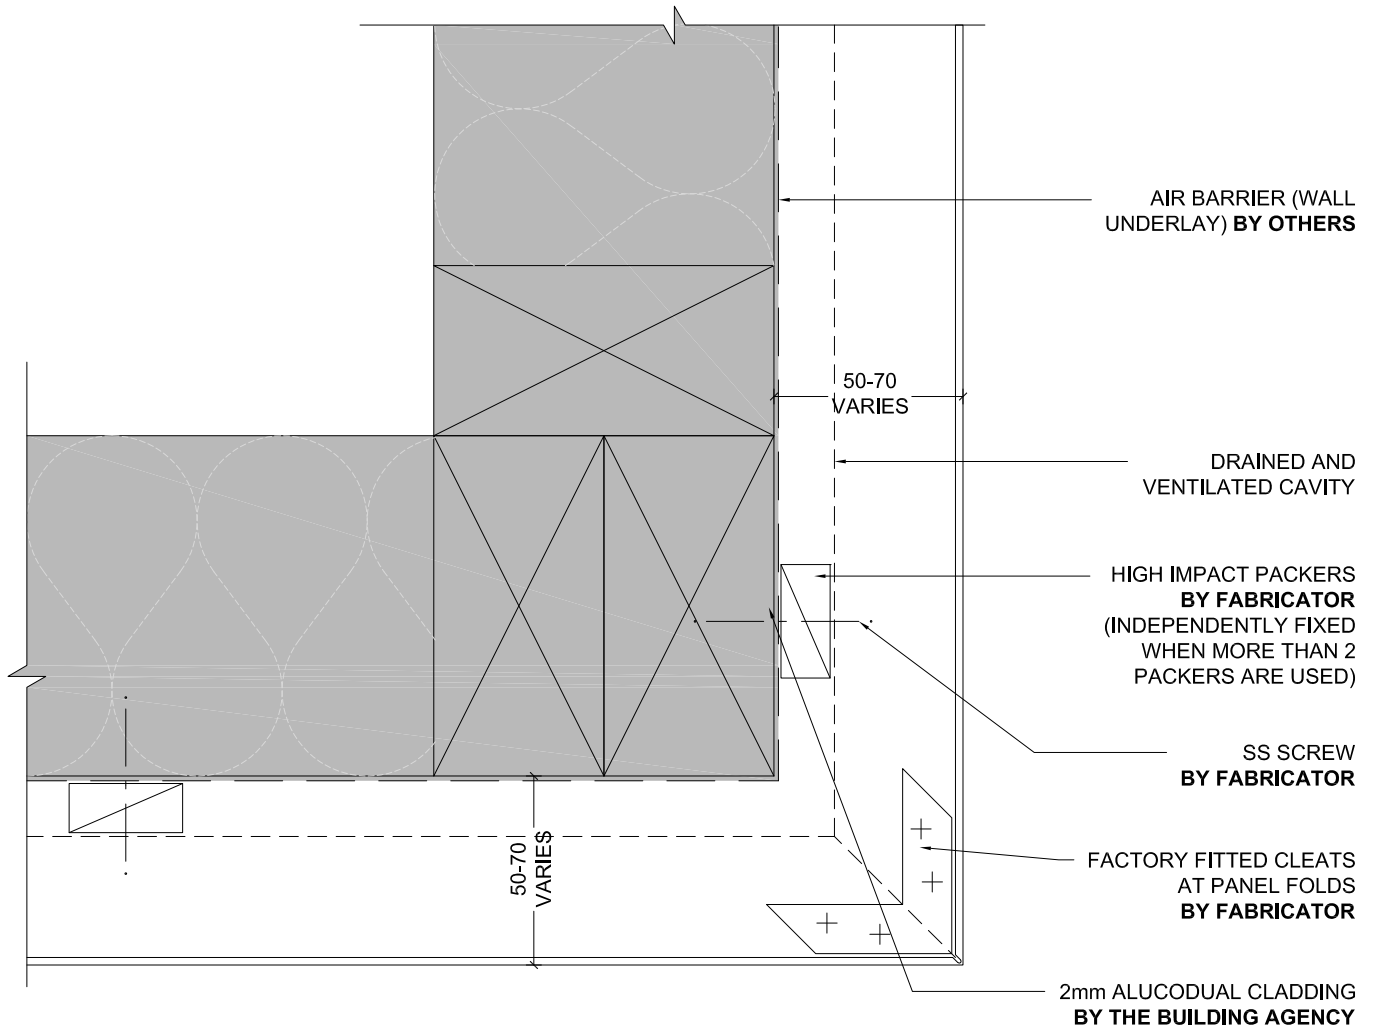 AIR BARRIER (WALL
UNDERLAY) BY OTHERS
50-70
VARIES
DRAINED AND
VENTILATED CAVITY
HIGH IMPACT PACKERS
BY FABRICATOR
(INDEPENDENTLY FIXED
WHEN MORE THAN 2
PACKERS ARE USED)
SS SCREW
BY FABRICATOR
50-70
VARIES
FACTORY FITTED CLEATS
AT PANEL FOLDS
BY FABRICATOR
2mm ALUCODUAL CLADDING
BY THE BUILDING AGENCY